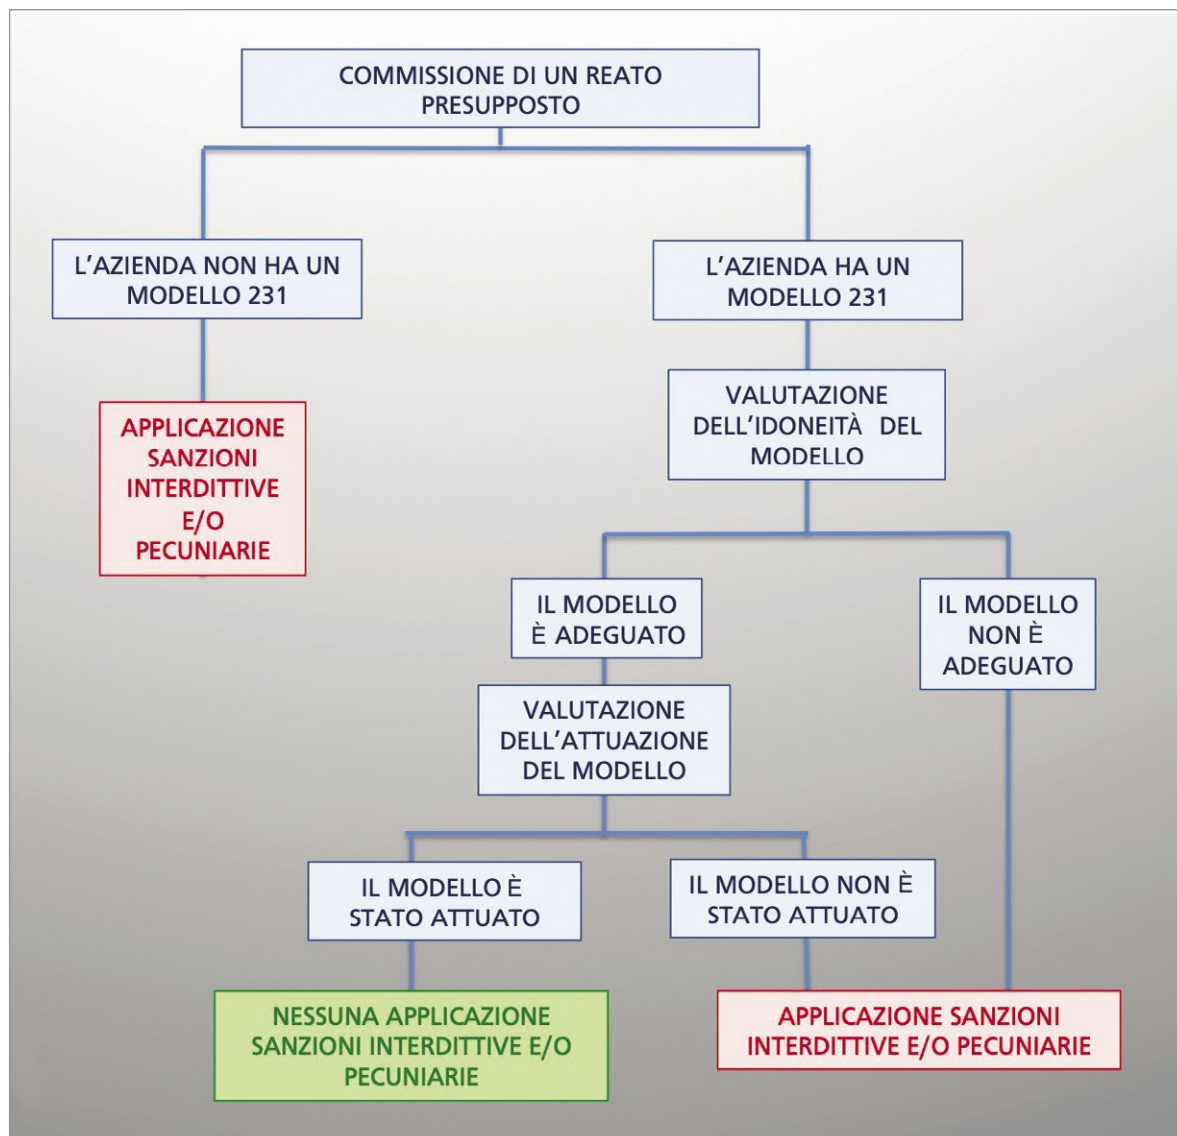 COMMISSIONE DI UN REATO
PRESUPPOSTO
L'AZIENDA NON HA UN
MODELLO 231
L'AZIENDA HA UN
MODELLO 231
APPLICAZIONE
SANZIONI
INTERDITTIVE
E/O
PECUNIARIE
VALUTAZIONE
DELL'IDONEITÀ DEL
MODELLO
IL MODELLO
È ADEGUATO
IL MODELLO
NON È
ADEGUATO
VALUTAZIONE
DELL'ATTUAZIONE
DEL MODELLO
IL MODELLO È
STATO ATTUATO
IL MODELLO NON È
STATO ATTUATO
NESSUNA APPLICAZIONE
SANZIONI INTERDITTIVE E/O
PECUNIARIE
APPLICAZIONE SANZIONI
INTERDITTIVE E/O PECUNIARIE